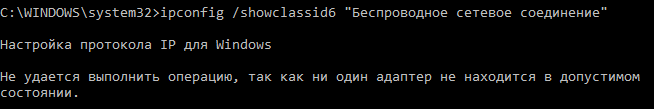 C:\WINDOWS\system32>ipconfig /showclassid6 "Беспроводное сетевое соединение"
Настройка протокола IP для Windows
Не удается выполнить операцию, так как ни один адаптер не находится в допустимом
состоянии.